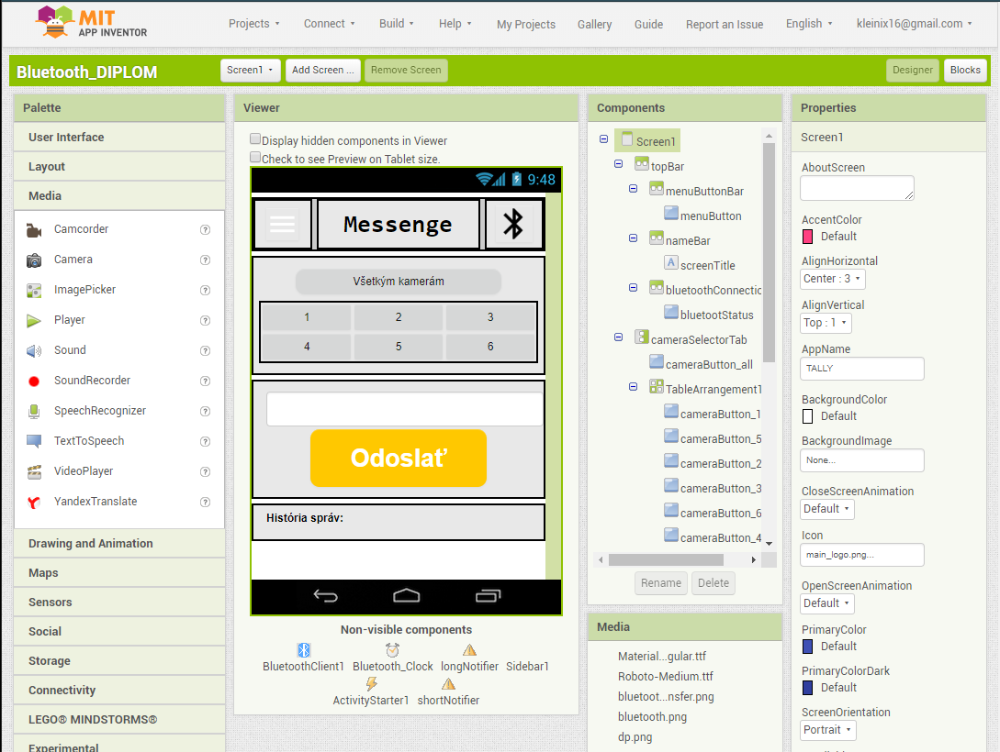 MIT
APP INVENTOR
Projects Connect Build Help My Projects Gallery Guide Report an Issue English kleinix16@gmail.com
Bluetooth_DIPLOM Screen1 Add Screen ... Remove Screen Designer Blocks
Palette
User Interface
Layout
Media
Camcorder ?
Camera ?
ImagePicker ?
Player ?
Sound ?
SoundRecorder ?
SpeechRecognizer ?
TextToSpeech ?
VideoPlayer ?
YandexTranslate ?
Drawing and Animation
Maps
Sensors
Social
Storage
Connectivity
LEGO® MINDSTORMS®
Experimental
Viewer
Display hidden components in Viewer
Check to see Preview on Tablet size.
9:48
Messenge
Všetkým kamerám
1 2 3
4 5 6
Odoslať
História správ:
Non-visible components
BluetoothClient1 Bluetooth_Clock longNotifier Sidebar1
ActivityStarter1 shortNotifier
Components
Screen1
topBar
menuButtonBar
menuButton
nameBar
A screenTitle
bluetoothConnectic
bluetootStatus
cameraSelectorTab
cameraButton_all
TableArrangement1
cameraButton_1
cameraButton_5
cameraButton_2
cameraButton_3
cameraButton_6
cameraButton_4
Rename Delete
Media
Material...gular.ttf
Roboto-Medium.ttf
bluetoot...nsfer.png
bluetooth.png
dp.png
Properties
Screen1
AboutScreen
AccentColor
Default
AlignHorizontal
Center : 3
AlignVertical
Top : 1
AppName
TALLY
BackgroundColor
Default
BackgroundImage
None...
CloseScreenAnimation
Default
Icon
main_logo.png...
OpenScreenAnimation
Default
PrimaryColor
Default
PrimaryColorDark
Default
ScreenOrientation
Portrait